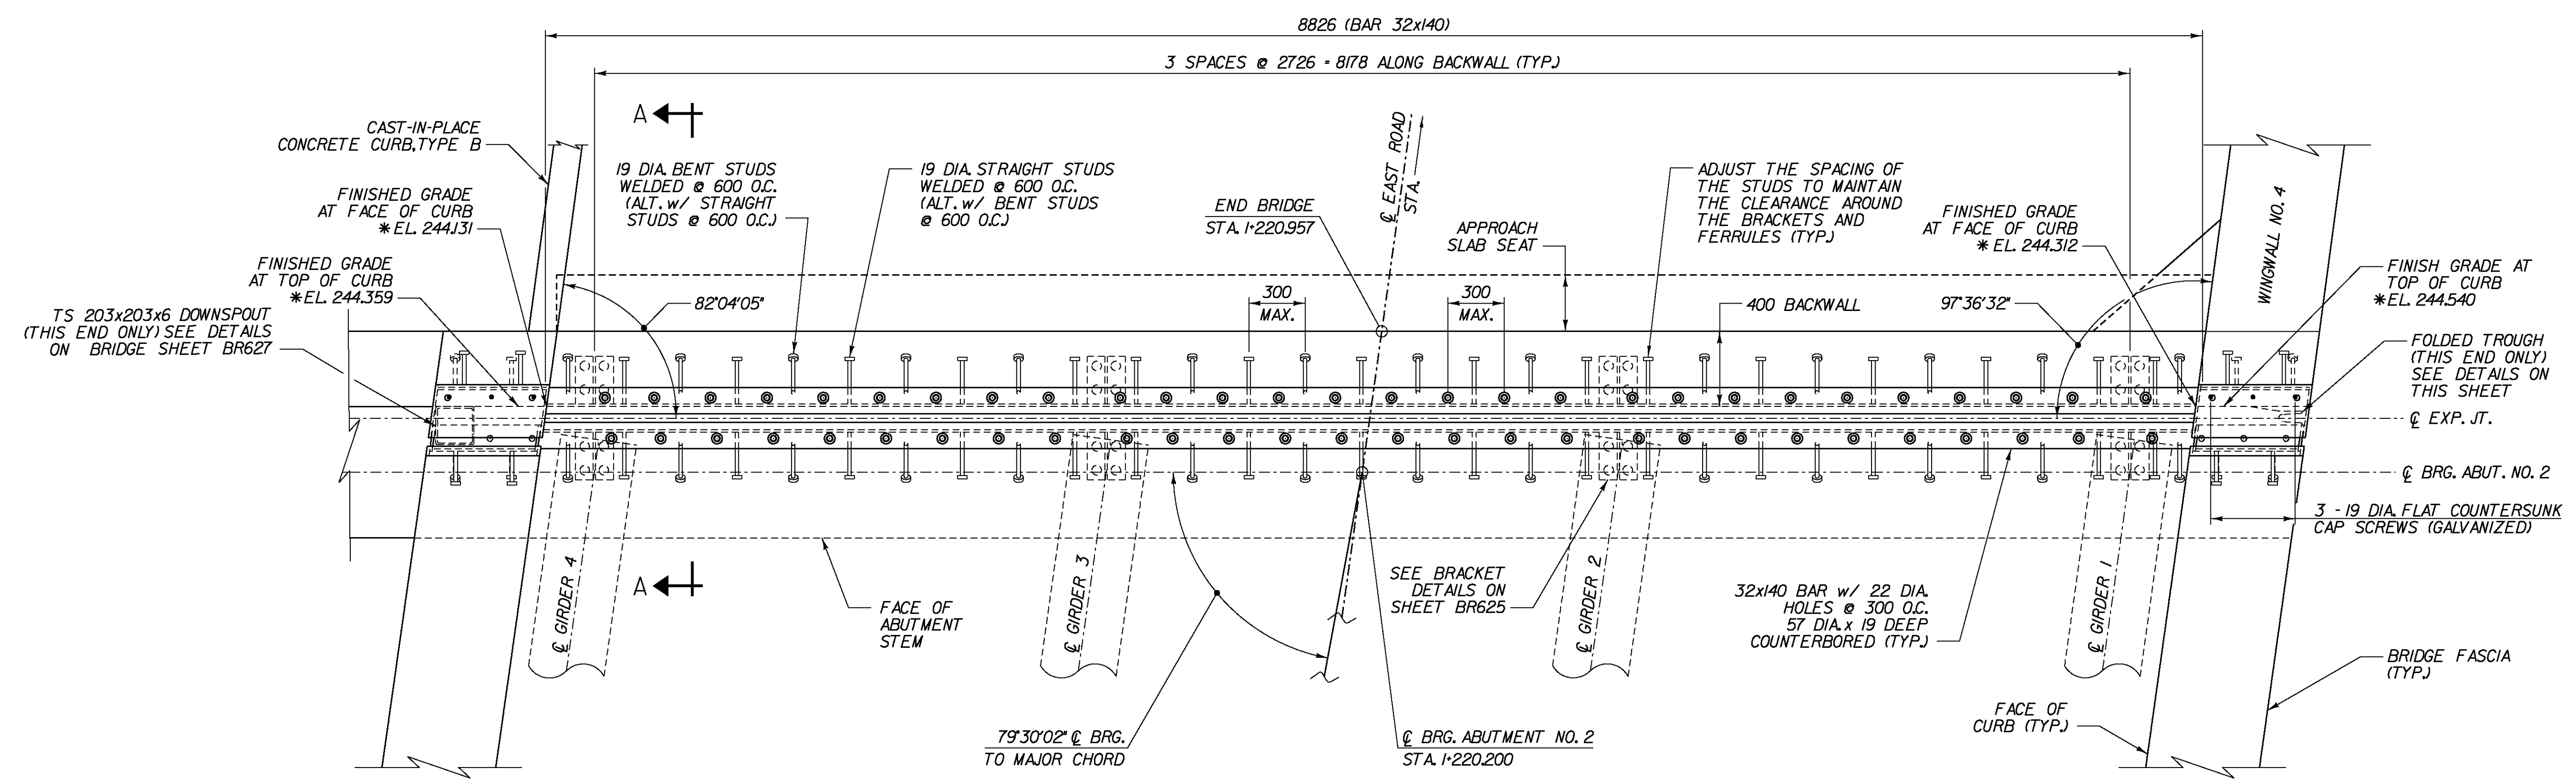 8826 (BAR 32x140)
3 SPACES @ 2726 = 8178 ALONG BACKWALL (TYP.)
A
CAST-IN-PLACE
CONCRETE CURB, TYPE B
FINISHED GRADE
AT FACE OF CURB
*EL. 244.131
FINISHED GRADE
AT TOP OF CURB
*EL. 244.359
TS 203x203x6 DOWNSPOUT
(THIS END ONLY) SEE DETAILS
ON BRIDGE SHEET BR627
19 DIA. BENT STUDS
WELDED @ 600 O.C.
(ALT. w/ STRAIGHT
STUDS @ 600 O.C.)
19 DIA. STRAIGHT STUDS
WELDED @ 600 O.C.
(ALT. w/ BENT STUDS
@ 600 O.C.)
82°04'05"
END BRIDGE
STA. 1+220.957
℄ EAST ROAD
STA.
300
MAX.
APPROACH
SLAB SEAT
300
MAX.
ADJUST THE SPACING OF
THE STUDS TO MAINTAIN
THE CLEARANCE AROUND
THE BRACKETS AND
FERRULES (TYP.)
400 BACKWALL
FINISHED GRADE
AT FACE OF CURB
*EL. 244.312
97°36'32"
WINGWALL NO. 4
FINISH GRADE AT
TOP OF CURB
*EL. 244.540
FOLDED TROUGH
(THIS END ONLY)
SEE DETAILS ON
THIS SHEET
℄ EXP. JT.
℄ BRG. ABUT. NO. 2
3 - 19 DIA. FLAT COUNTERSUNK
CAP SCREWS (GALVANIZED)
A
℄ GIRDER 4
FACE OF
ABUTMENT
STEM
℄ GIRDER 3
79°30'02" ℄ BRG.
TO MAJOR CHORD
℄ BRG. ABUTMENT NO. 2
STA. 1+220.200
SEE BRACKET
DETAILS ON
SHEET BR625
℄ GIRDER 2
32x140 BAR w/ 22 DIA.
HOLES @ 300 O.C.
57 DIA. x 19 DEEP
COUNTERBORED (TYP.)
℄ GIRDER 1
FACE OF
CURB (TYP.)
BRIDGE FASCIA
(TYP.)